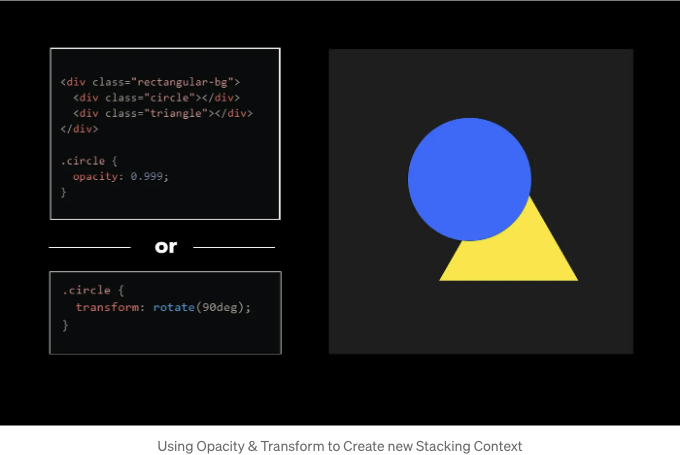 <div class="rectangular-bg">
  <div class="circle"></div>
  <div class="triangle"></div>
</div>
.circle {
  opacity: 0.999;
}
or
.circle {
  transform: rotate(90deg);
}
Using Opacity & Transform to Create new Stacking Context